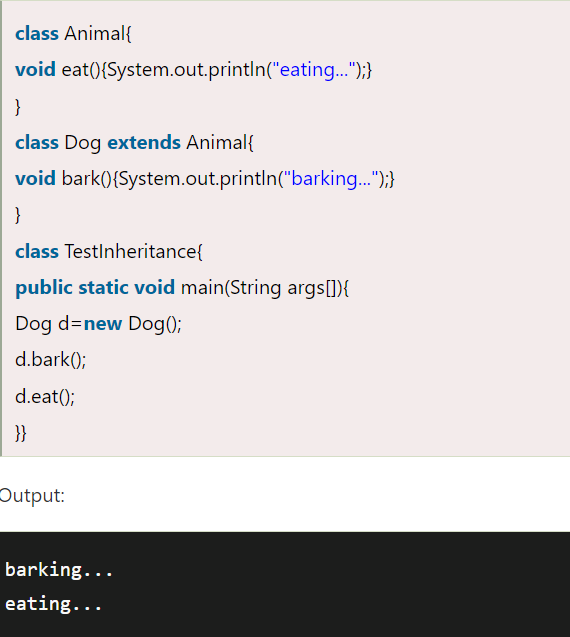 class Animal{
void eat(){System.out.println("eating...");}
}
class Dog extends Animal{
void bark(){System.out.println("barking...");}
}
class TestInheritance{
public static void main(String args[]){
Dog d=new Dog();
d.bark();
d.eat();
}}
Output:
barking...
eating...